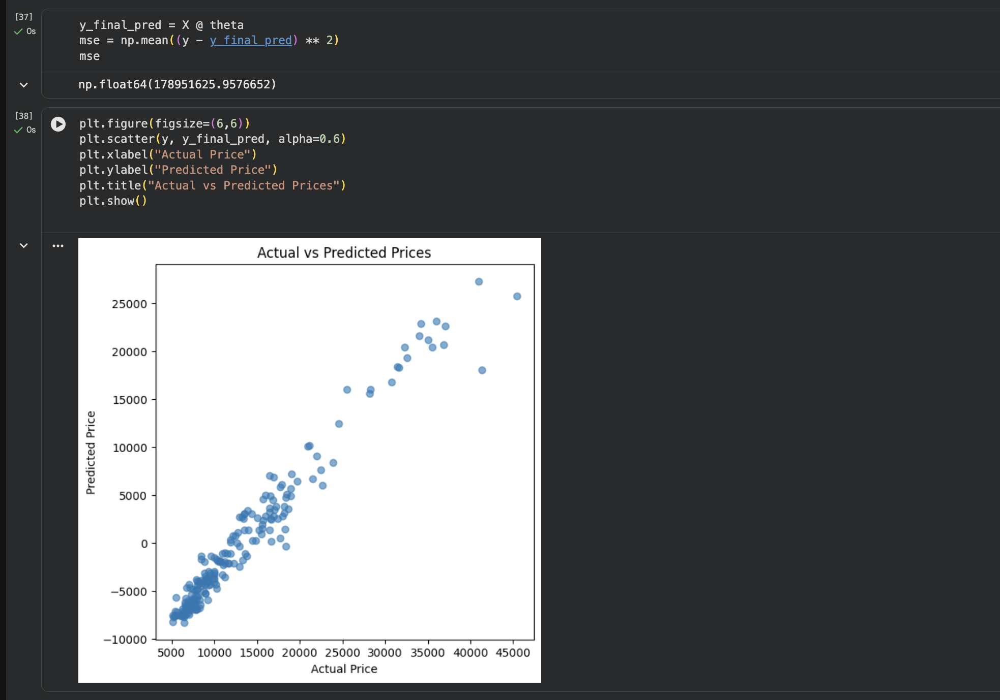 [37]
0s
y_final_pred = X @ theta
mse = np.mean((y - y_final_pred) ** 2)
mse
np.float64(178951625.9576652)
[38]
0s
plt.figure(figsize=(6,6))
plt.scatter(y, y_final_pred, alpha=0.6)
plt.xlabel("Actual Price")
plt.ylabel("Predicted Price")
plt.title("Actual vs Predicted Prices")
plt.show()
Actual vs Predicted Prices
Predicted Price
25000
20000
15000
10000
5000
0
−5000
−10000
5000 10000 15000 20000 25000 30000 35000 40000 45000
Actual Price